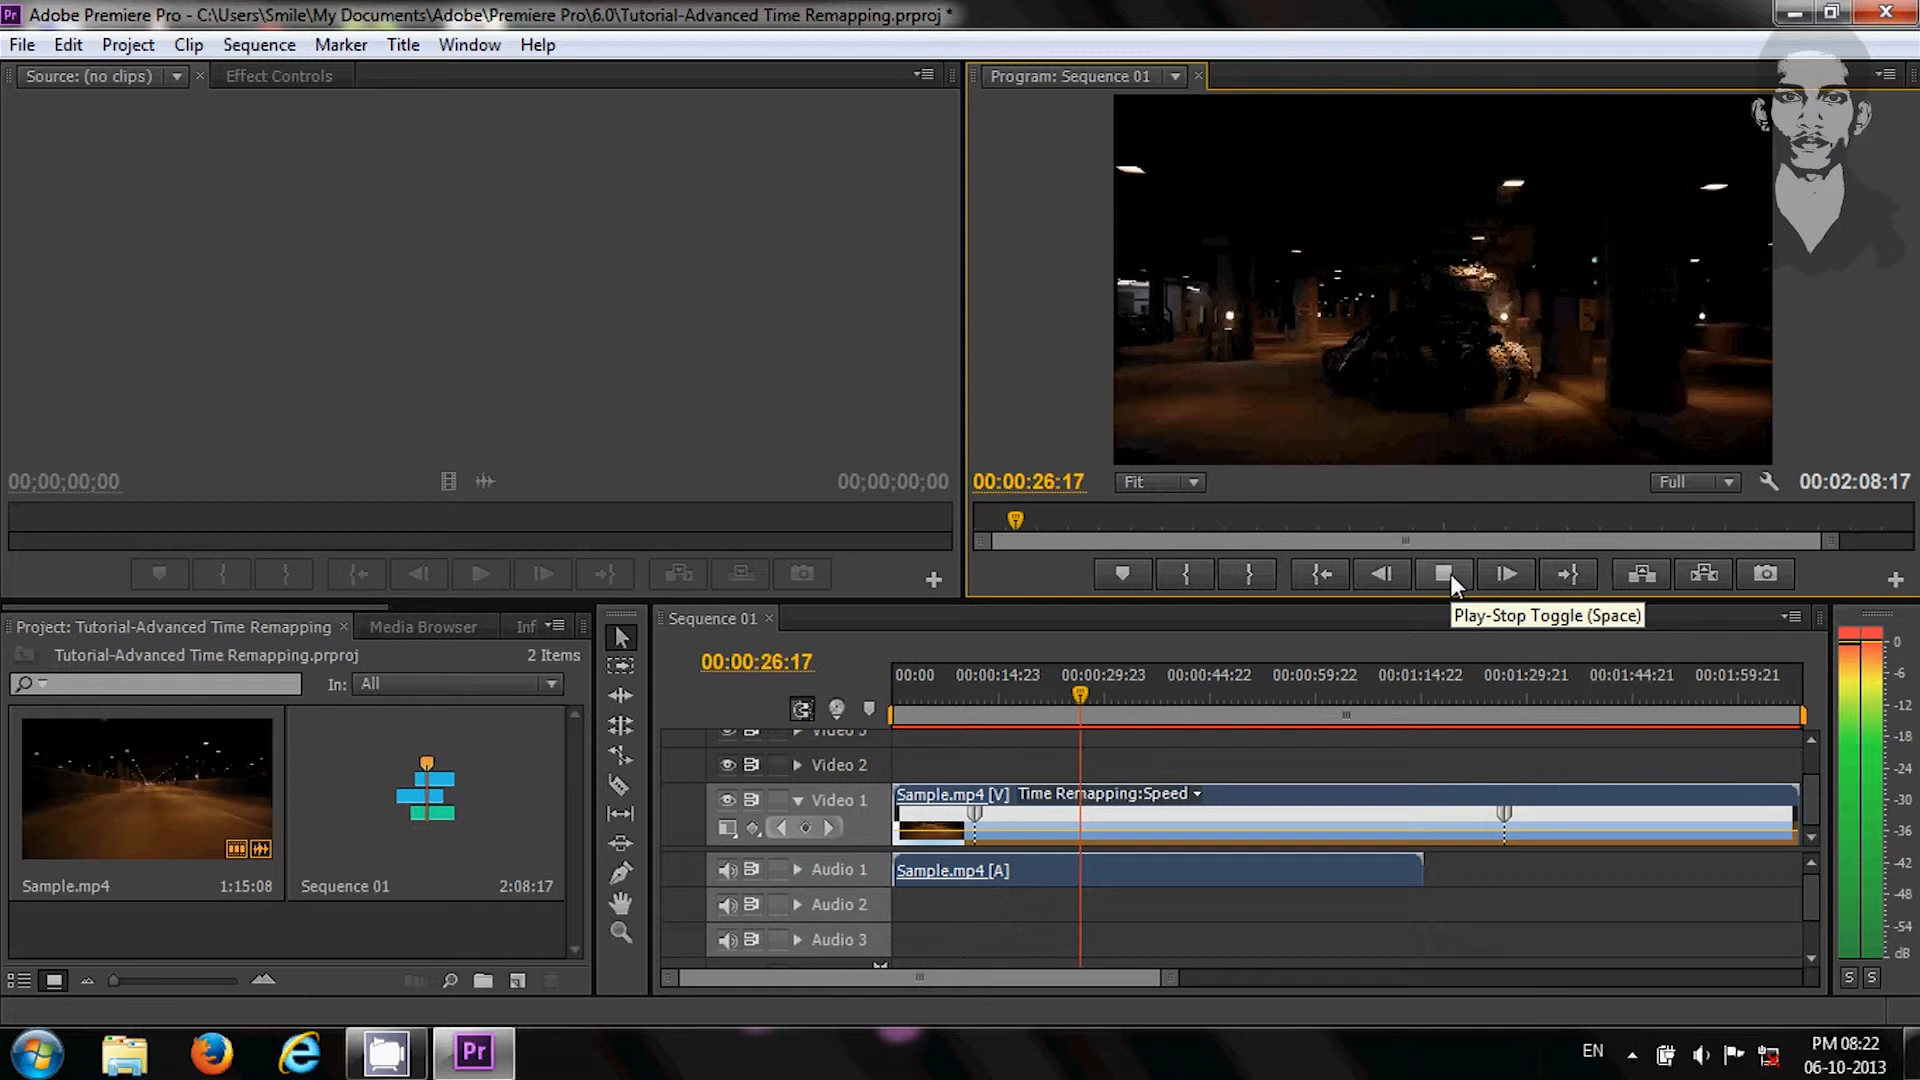 Pr Adobe Premiere Pro - C:\Users\Smile\My Documents\Adobe\Premiere Pro\6.0\Tutorial-Advanced Time Remapping.prproj *
File Edit Project Clip Sequence Marker Title Window Help
Source: (no clips) Effect Controls
Program: Sequence 01
00;00;00;00 00;00;00;00
00:00:26:17 Fit Full 00:02:08:17
Play-Stop Toggle (Space)
Project: Tutorial-Advanced Time Remapping Media Browser Inf
Tutorial-Advanced Time Remapping.prproj 2 Items
In: All
Sample.mp4 1:15:08
Sequence 01 2:08:17
Sequence 01
00:00:26:17
00:00 00:00:14:23 00:00:29:23 00:00:44:22 00:00:59:22 00:01:14:22 00:01:29:21 00:01:44:21 00:01:59:21
Video 3
Video 2
Video 1
Sample.mp4 [V] Time Remapping:Speed
Audio 1
Sample.mp4 [A]
Audio 2
Audio 3
0
-6
-12
-18
-24
-30
-36
-42
-48
-54
dB
S S
Pr
EN
PM 08:22
06-10-2013